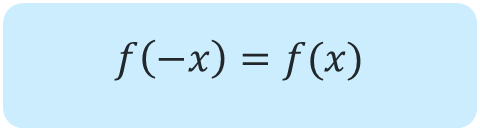 f(−x) = f(x)